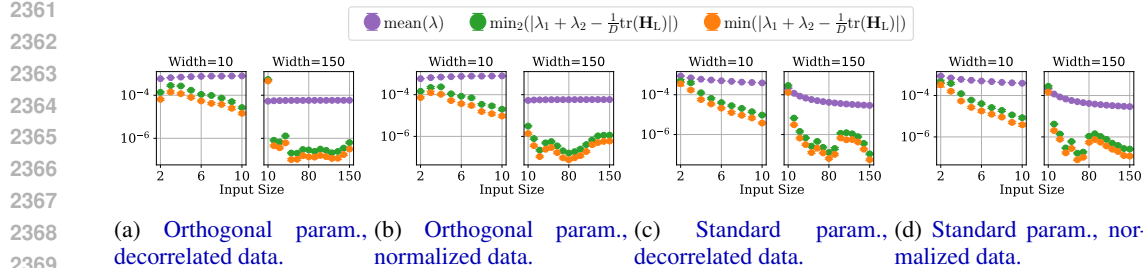 2361
2362
2363
2364
2365
2366
2367
2368
2369
mean(λ) min₂(|λ₁ + λ₂ − 1/D tr(H_L)|) min(|λ₁ + λ₂ − 1/D tr(H_L)|)
Width=10 Width=150 Width=10 Width=150 Width=10 Width=150 Width=10 Width=150
10⁻⁴ 10⁻⁴ 10⁻⁴ 10⁻⁴
10⁻⁶ 10⁻⁶ 10⁻⁶ 10⁻⁶
2 6 10 10 80 150 2 6 10 10 80 150 2 6 10 10 80 150 2 6 10 10 80 150
Input Size Input Size Input Size Input Size
(a) Orthogonal param., decorrelated data.
(b) Orthogonal param., normalized data.
(c) Standard param., decorrelated data.
(d) Standard param., nor-
malized data.